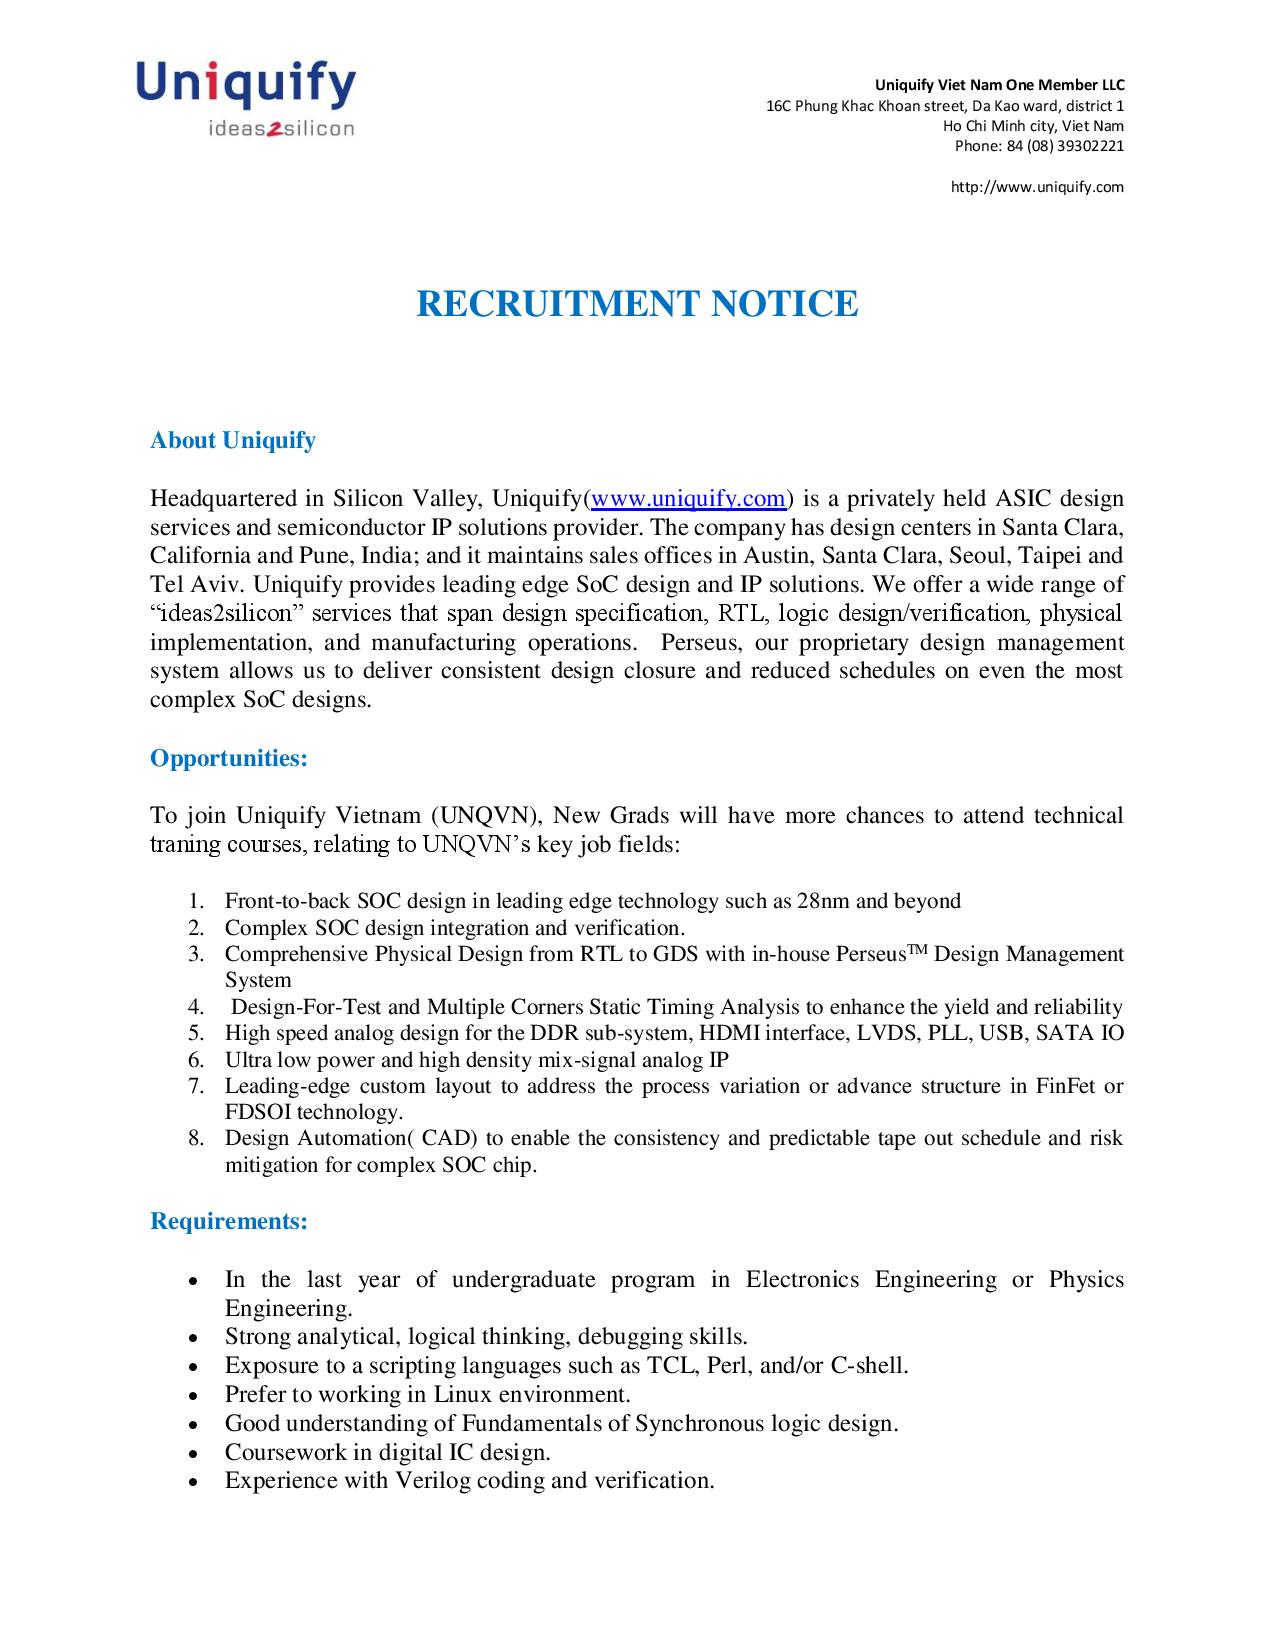 Uniquify
ideas2silicon
Uniquify Viet Nam One Member LLC
16C Phung Khac Khoan street, Da Kao ward, district 1
Ho Chi Minh city, Viet Nam
Phone: 84 (08) 39302221
http://www.uniquify.com
RECRUITMENT NOTICE
About Uniquify
Headquartered in Silicon Valley, Uniquify(www.uniquify.com) is a privately held ASIC design
services and semiconductor IP solutions provider. The company has design centers in Santa Clara,
California and Pune, India; and it maintains sales offices in Austin, Santa Clara, Seoul, Taipei and
Tel Aviv. Uniquify provides leading edge SoC design and IP solutions. We offer a wide range of
“ideas2silicon” services that span design specification, RTL, logic design/verification, physical
implementation, and manufacturing operations.  Perseus, our proprietary design management
system allows us to deliver consistent design closure and reduced schedules on even the most
complex SoC designs.
Opportunities:
To join Uniquify Vietnam (UNQVN), New Grads will have more chances to attend technical
traning courses, relating to UNQVN’s key job fields:
1. Front-to-back SOC design in leading edge technology such as 28nm and beyond
2. Complex SOC design integration and verification.
3. Comprehensive Physical Design from RTL to GDS with in-house Perseus™ Design Management
System
4. Design-For-Test and Multiple Corners Static Timing Analysis to enhance the yield and reliability
5. High speed analog design for the DDR sub-system, HDMI interface, LVDS, PLL, USB, SATA IO
6. Ultra low power and high density mix-signal analog IP
7. Leading-edge custom layout to address the process variation or advance structure in FinFet or
FDSOI technology.
8. Design Automation( CAD) to enable the consistency and predictable tape out schedule and risk
mitigation for complex SOC chip.
Requirements:
• In the last year of undergraduate program in Electronics Engineering or Physics
Engineering.
• Strong analytical, logical thinking, debugging skills.
• Exposure to a scripting languages such as TCL, Perl, and/or C-shell.
• Prefer to working in Linux environment.
• Good understanding of Fundamentals of Synchronous logic design.
• Coursework in digital IC design.
• Experience with Verilog coding and verification.